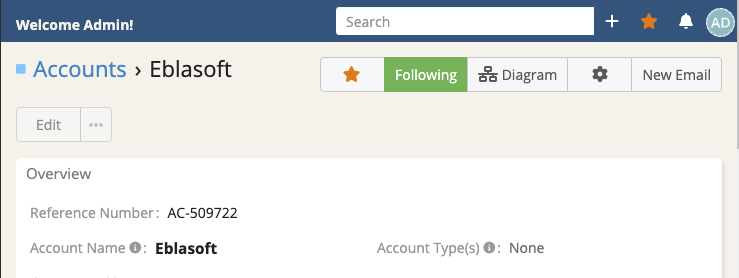 Welcome Admin! Search AD
Accounts › Eblasoft Following Diagram New Email
Edit
Overview
Reference Number: AC-509722
Account Name : Eblasoft Account Type(s) : None